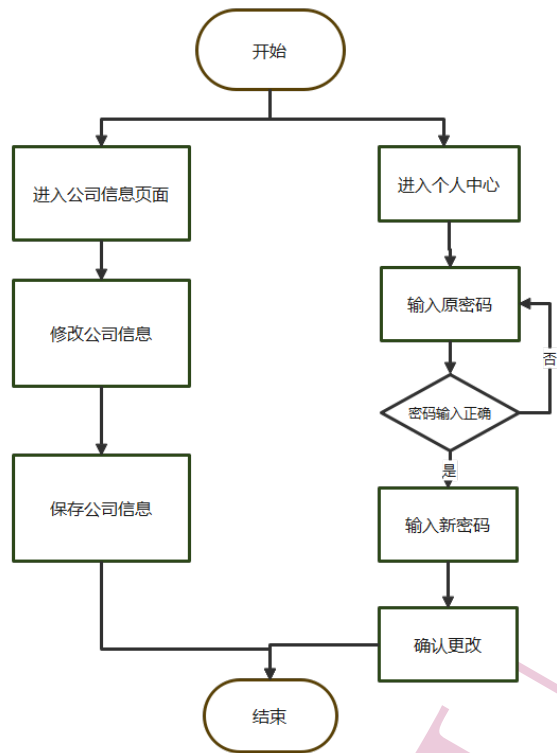 开始
进入公司信息页面
进入个人中心
修改公司信息
输入原密码
否
密码输入正确
是
保存公司信息
输入新密码
确认更改
结束